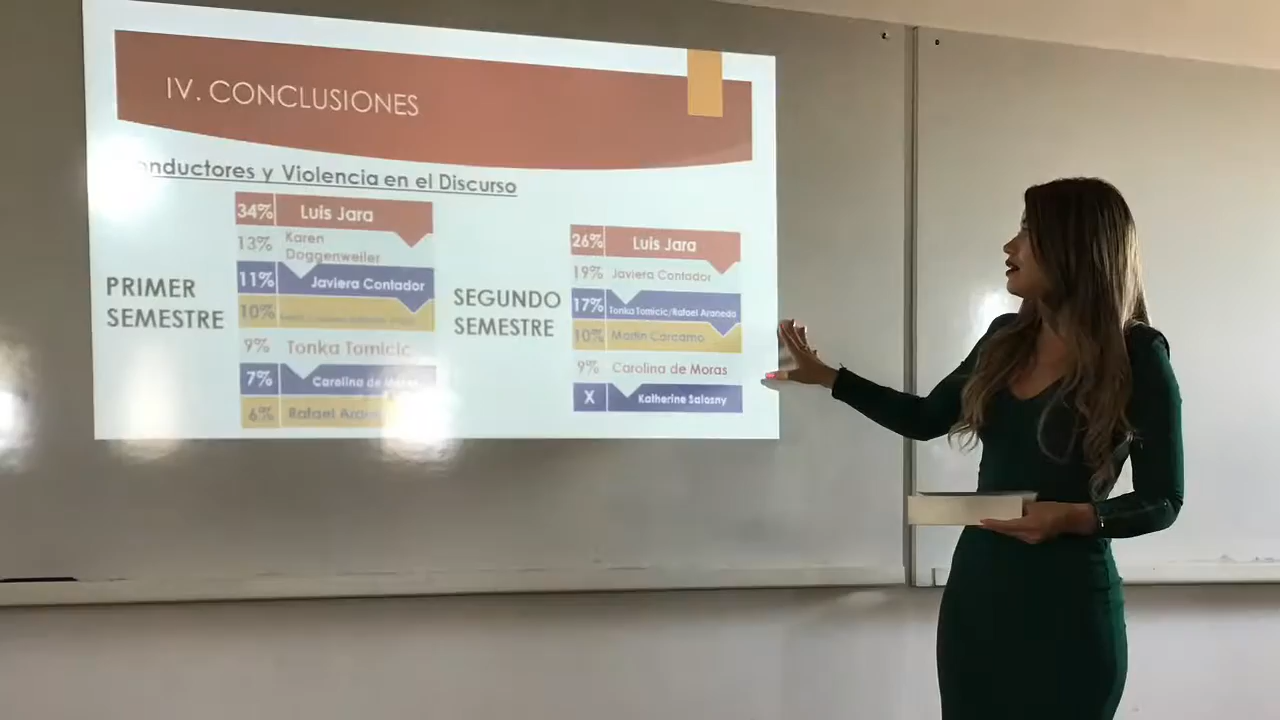 IV. CONCLUSIONES
nductores y Violencia en el Discurso
PRIMER
SEMESTRE
34% Luis Jara
13% Karen
Doggenweiler
11% Javiera Contador
10%
9% Tonka Tomicic
7% Carolina de Moras
6% Rafael
SEGUNDO
SEMESTRE
26% Luis Jara
19% Javiera Contador
17% Tonka Tomicic/Rafael Araneda
10% Martín Cárcamo
9% Carolina de Moras
X Katherine Salosny